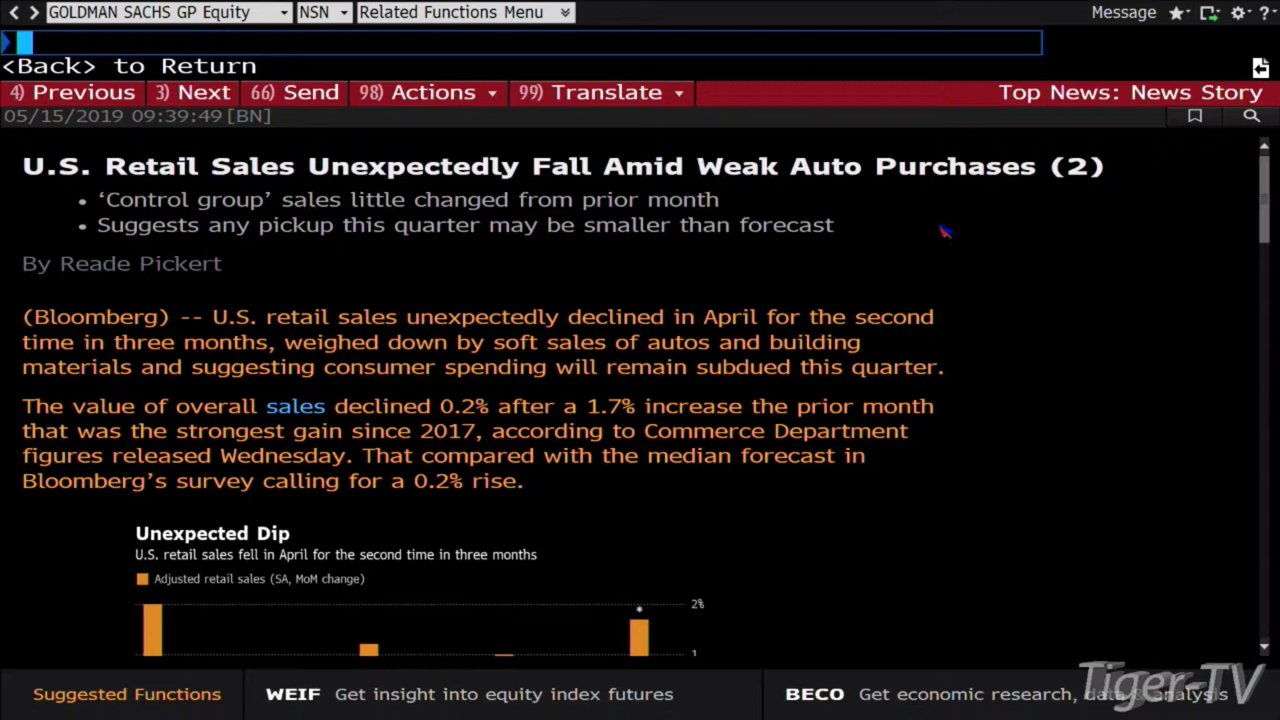 GOLDMAN SACHS GP Equity NSN Related Functions Menu Message ?
<Back> to Return
4) Previous 3) Next 66) Send 98) Actions 99) Translate Top News: News Story
05/15/2019 09:39:49 [BN]
U.S. Retail Sales Unexpectedly Fall Amid Weak Auto Purchases (2)
• ‘Control group’ sales little changed from prior month
• Suggests any pickup this quarter may be smaller than forecast
By Reade Pickert
(Bloomberg) -- U.S. retail sales unexpectedly declined in April for the second
time in three months, weighed down by soft sales of autos and building
materials and suggesting consumer spending will remain subdued this quarter.
The value of overall sales declined 0.2% after a 1.7% increase the prior month
that was the strongest gain since 2017, according to Commerce Department
figures released Wednesday. That compared with the median forecast in
Bloomberg’s survey calling for a 0.2% rise.
Unexpected Dip
U.S. retail sales fell in April for the second time in three months
Adjusted retail sales (SA, MoM change)
2%
*
1
Suggested Functions WEIF Get insight into equity index futures BECO Get economic research, data & analysis
Tiger-TV